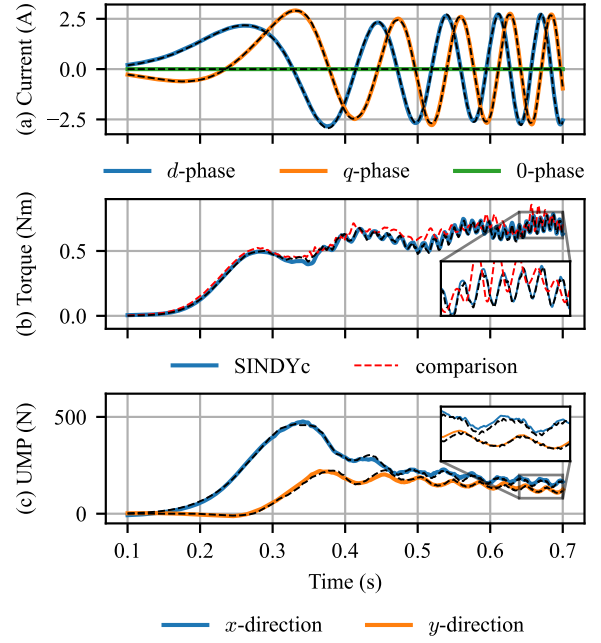 (a) Current (A)
2.5
0.0
−2.5
d-phase q-phase 0-phase
(b) Torque (Nm)
0.5
0.0
SINDYc comparison
(c) UMP (N)
500
0
0.1 0.2 0.3 0.4 0.5 0.6 0.7
Time (s)
x-direction y-direction